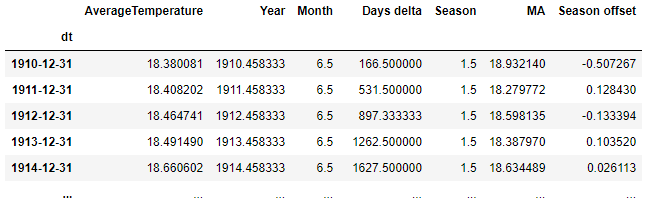 AverageTemperature Year Month Days delta Season MA Season offset
dt
1910-12-31 18.380081 1910.458333 6.5 166.500000 1.5 18.932140 -0.507267
1911-12-31 18.408202 1911.458333 6.5 531.500000 1.5 18.279772 0.128430
1912-12-31 18.464741 1912.458333 6.5 897.333333 1.5 18.598135 -0.133394
1913-12-31 18.491490 1913.458333 6.5 1262.500000 1.5 18.387970 0.103520
1914-12-31 18.660602 1914.458333 6.5 1627.500000 1.5 18.634489 0.026113
... ... ... ... ... ... ... ...